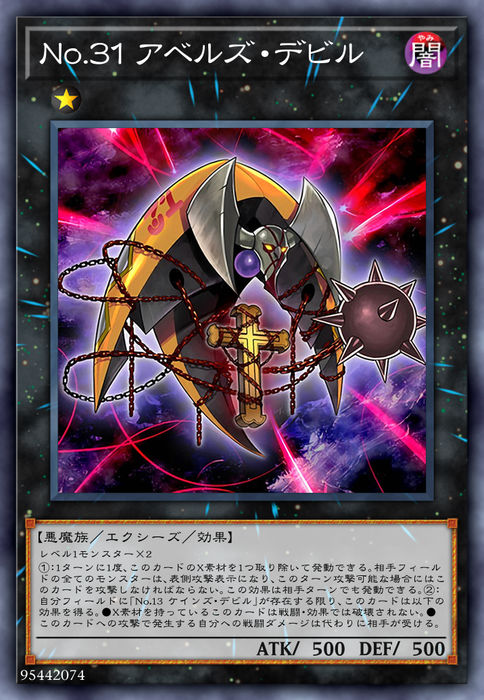 No.31 アベルズ・デビル
やみ
闇
31
【悪魔族／エクシーズ／効果】
レベル1モンスター×2
①:1ターンに1度、このカードのX素材を1つ取り除いて発動できる。相手フィール
ドの全てのモンスターは、表側攻撃表示になり、このターン攻撃可能な場合にはこ
のカードを攻撃しなければならない。この効果は相手ターンでも発動できる。②:
自分フィールドに「No.13 ケインズ・デビル」が存在する限り、このカードは以下の
効果を得る。●X素材を持っているこのカードは戦闘・効果では破壊されない。●
このカードへの攻撃で発生する自分への戦闘ダメージは代わりに相手が受ける。
ATK/ 500 DEF/ 500
95442074